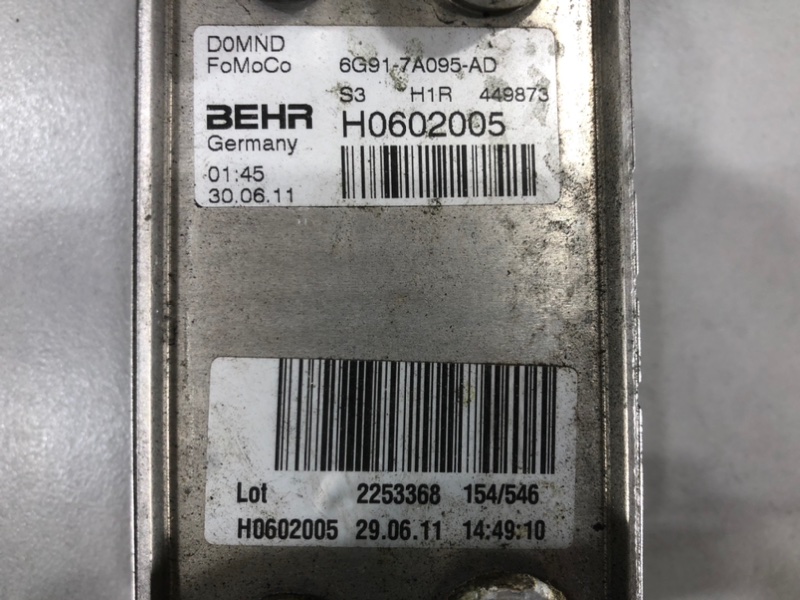 D0MND
FoMoCo 6G91-7A095-AD
S3 H1R 449873
BEHR H0602005
Germany
01:45
30.06.11
Lot 2253368 154/546
H0602005 29.06.11 14:49:10